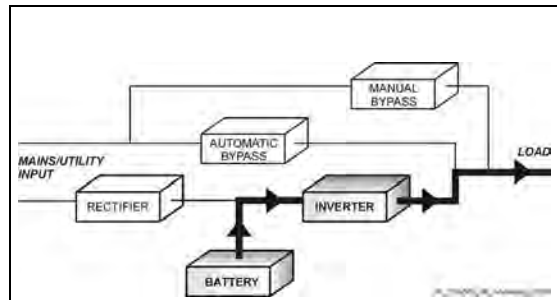 MANUAL
BYPASS
AUTOMATIC
BYPASS
LOAD
MAINS/UTILITY
INPUT
RECTIFIER
INVERTER
BATTERY